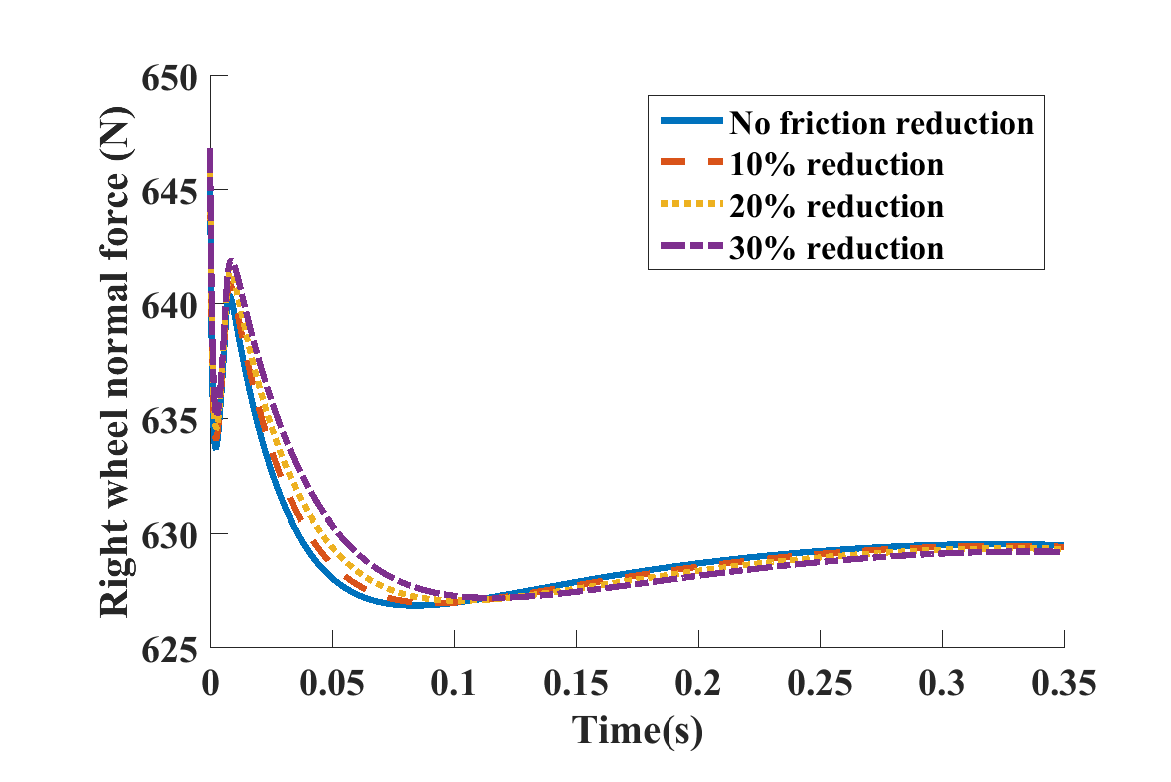 650
645
640
635
630
625
Right wheel normal force (N)
No friction reduction
10% reduction
20% reduction
30% reduction
0 0.05 0.1 0.15 0.2 0.25 0.3 0.35
Time(s)